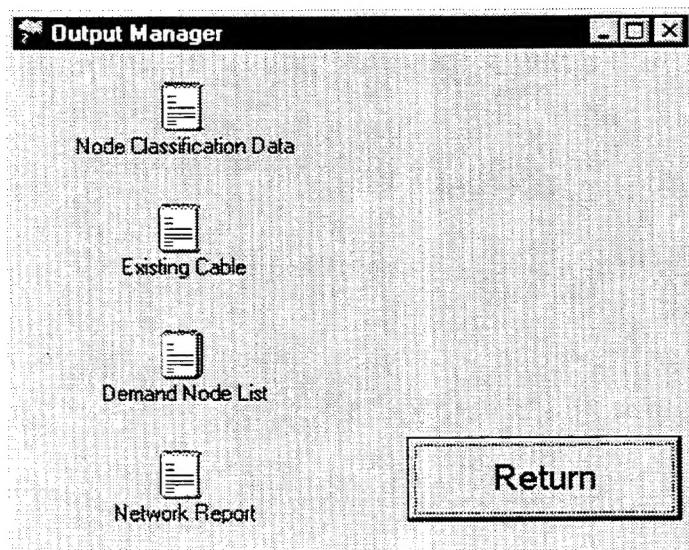 Output Manager
Node Classification Data
Existing Cable
Demand Node List
Network Report
Return